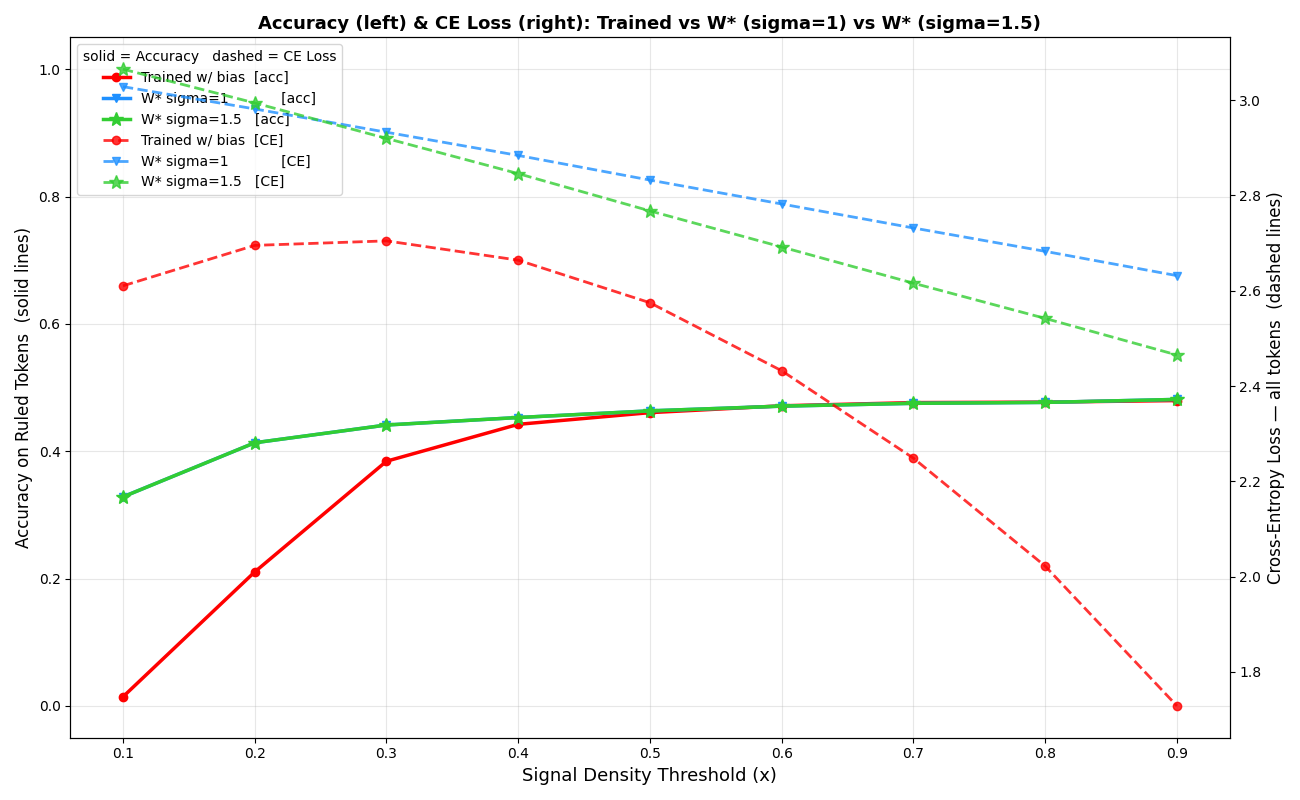 Accuracy (left) & CE Loss (right): Trained vs W* (sigma=1) vs W* (sigma=1.5)
solid = Accuracy   dashed = CE Loss
Trained w/ bias  [acc]
W* sigma=1            [acc]
W* sigma=1.5   [acc]
Trained w/ bias  [CE]
W* sigma=1            [CE]
W* sigma=1.5   [CE]
Accuracy on Ruled Tokens  (solid lines)
1.0
0.8
0.6
0.4
0.2
0.0
0.1 0.2 0.3 0.4 0.5 0.6 0.7 0.8 0.9
Signal Density Threshold (x)
3.0
2.8
2.6
2.4
2.2
2.0
1.8
Cross-Entropy Loss — all tokens  (dashed lines)